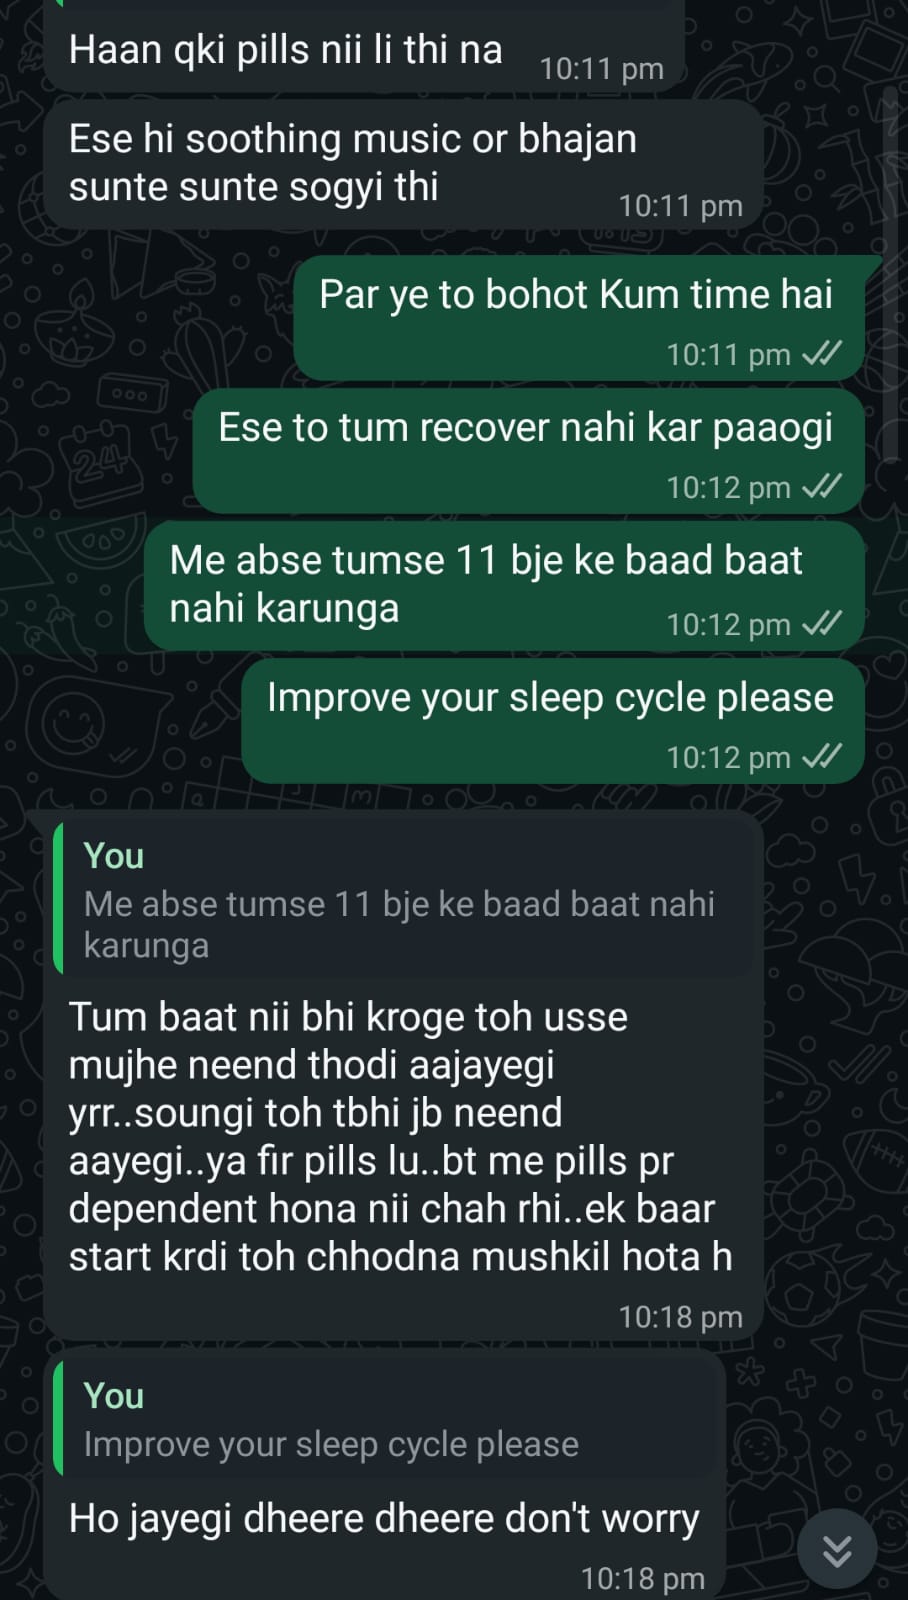 Haan qki pills nii li thi na
10:11 pm
Ese hi soothing music or bhajan
sunte sunte sogyi thi
10:11 pm
Par ye to bohot Kum time hai
10:11 pm
Ese to tum recover nahi kar paaogi
10:12 pm
Me abse tumse 11 bje ke baad baat
nahi karunga
10:12 pm
Improve your sleep cycle please
10:12 pm
You
Me abse tumse 11 bje ke baad baat nahi
karunga
Tum baat nii bhi kroge toh usse
mujhe neend thodi aajayegi
yrr..soungi toh tbhi jb neend
aayegi..ya fir pills lu..bt me pills pr
dependent hona nii chah rhi..ek baar
start krdi toh chhodna mushkil hota h
10:18 pm
You
Improve your sleep cycle please
Ho jayegi dheere dheere don't worry
10:18 pm